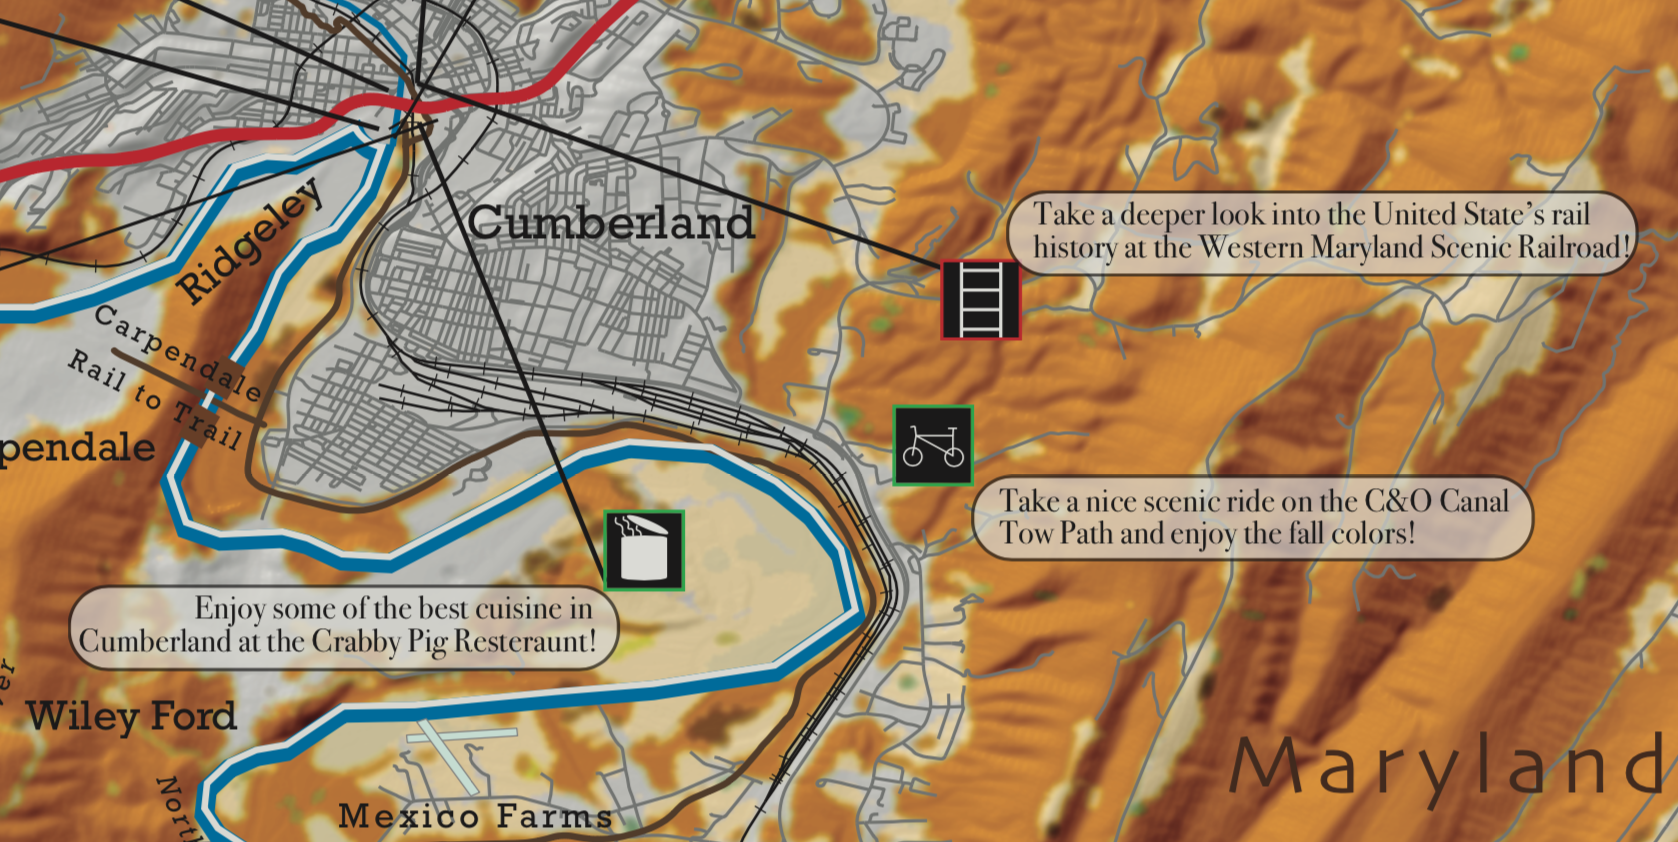 Take a deeper look into the United State's rail
history at the Western Maryland Scenic Railroad!
Cumberland
Ridgeley
Carpendale
Rail to Trail
pendale
Take a nice scenic ride on the C&O Canal
Tow Path and enjoy the fall colors!
Enjoy some of the best cuisine in
Cumberland at the Crabby Pig Resteraunt!
er
Wiley Ford
North
Mexico Farms
Maryland